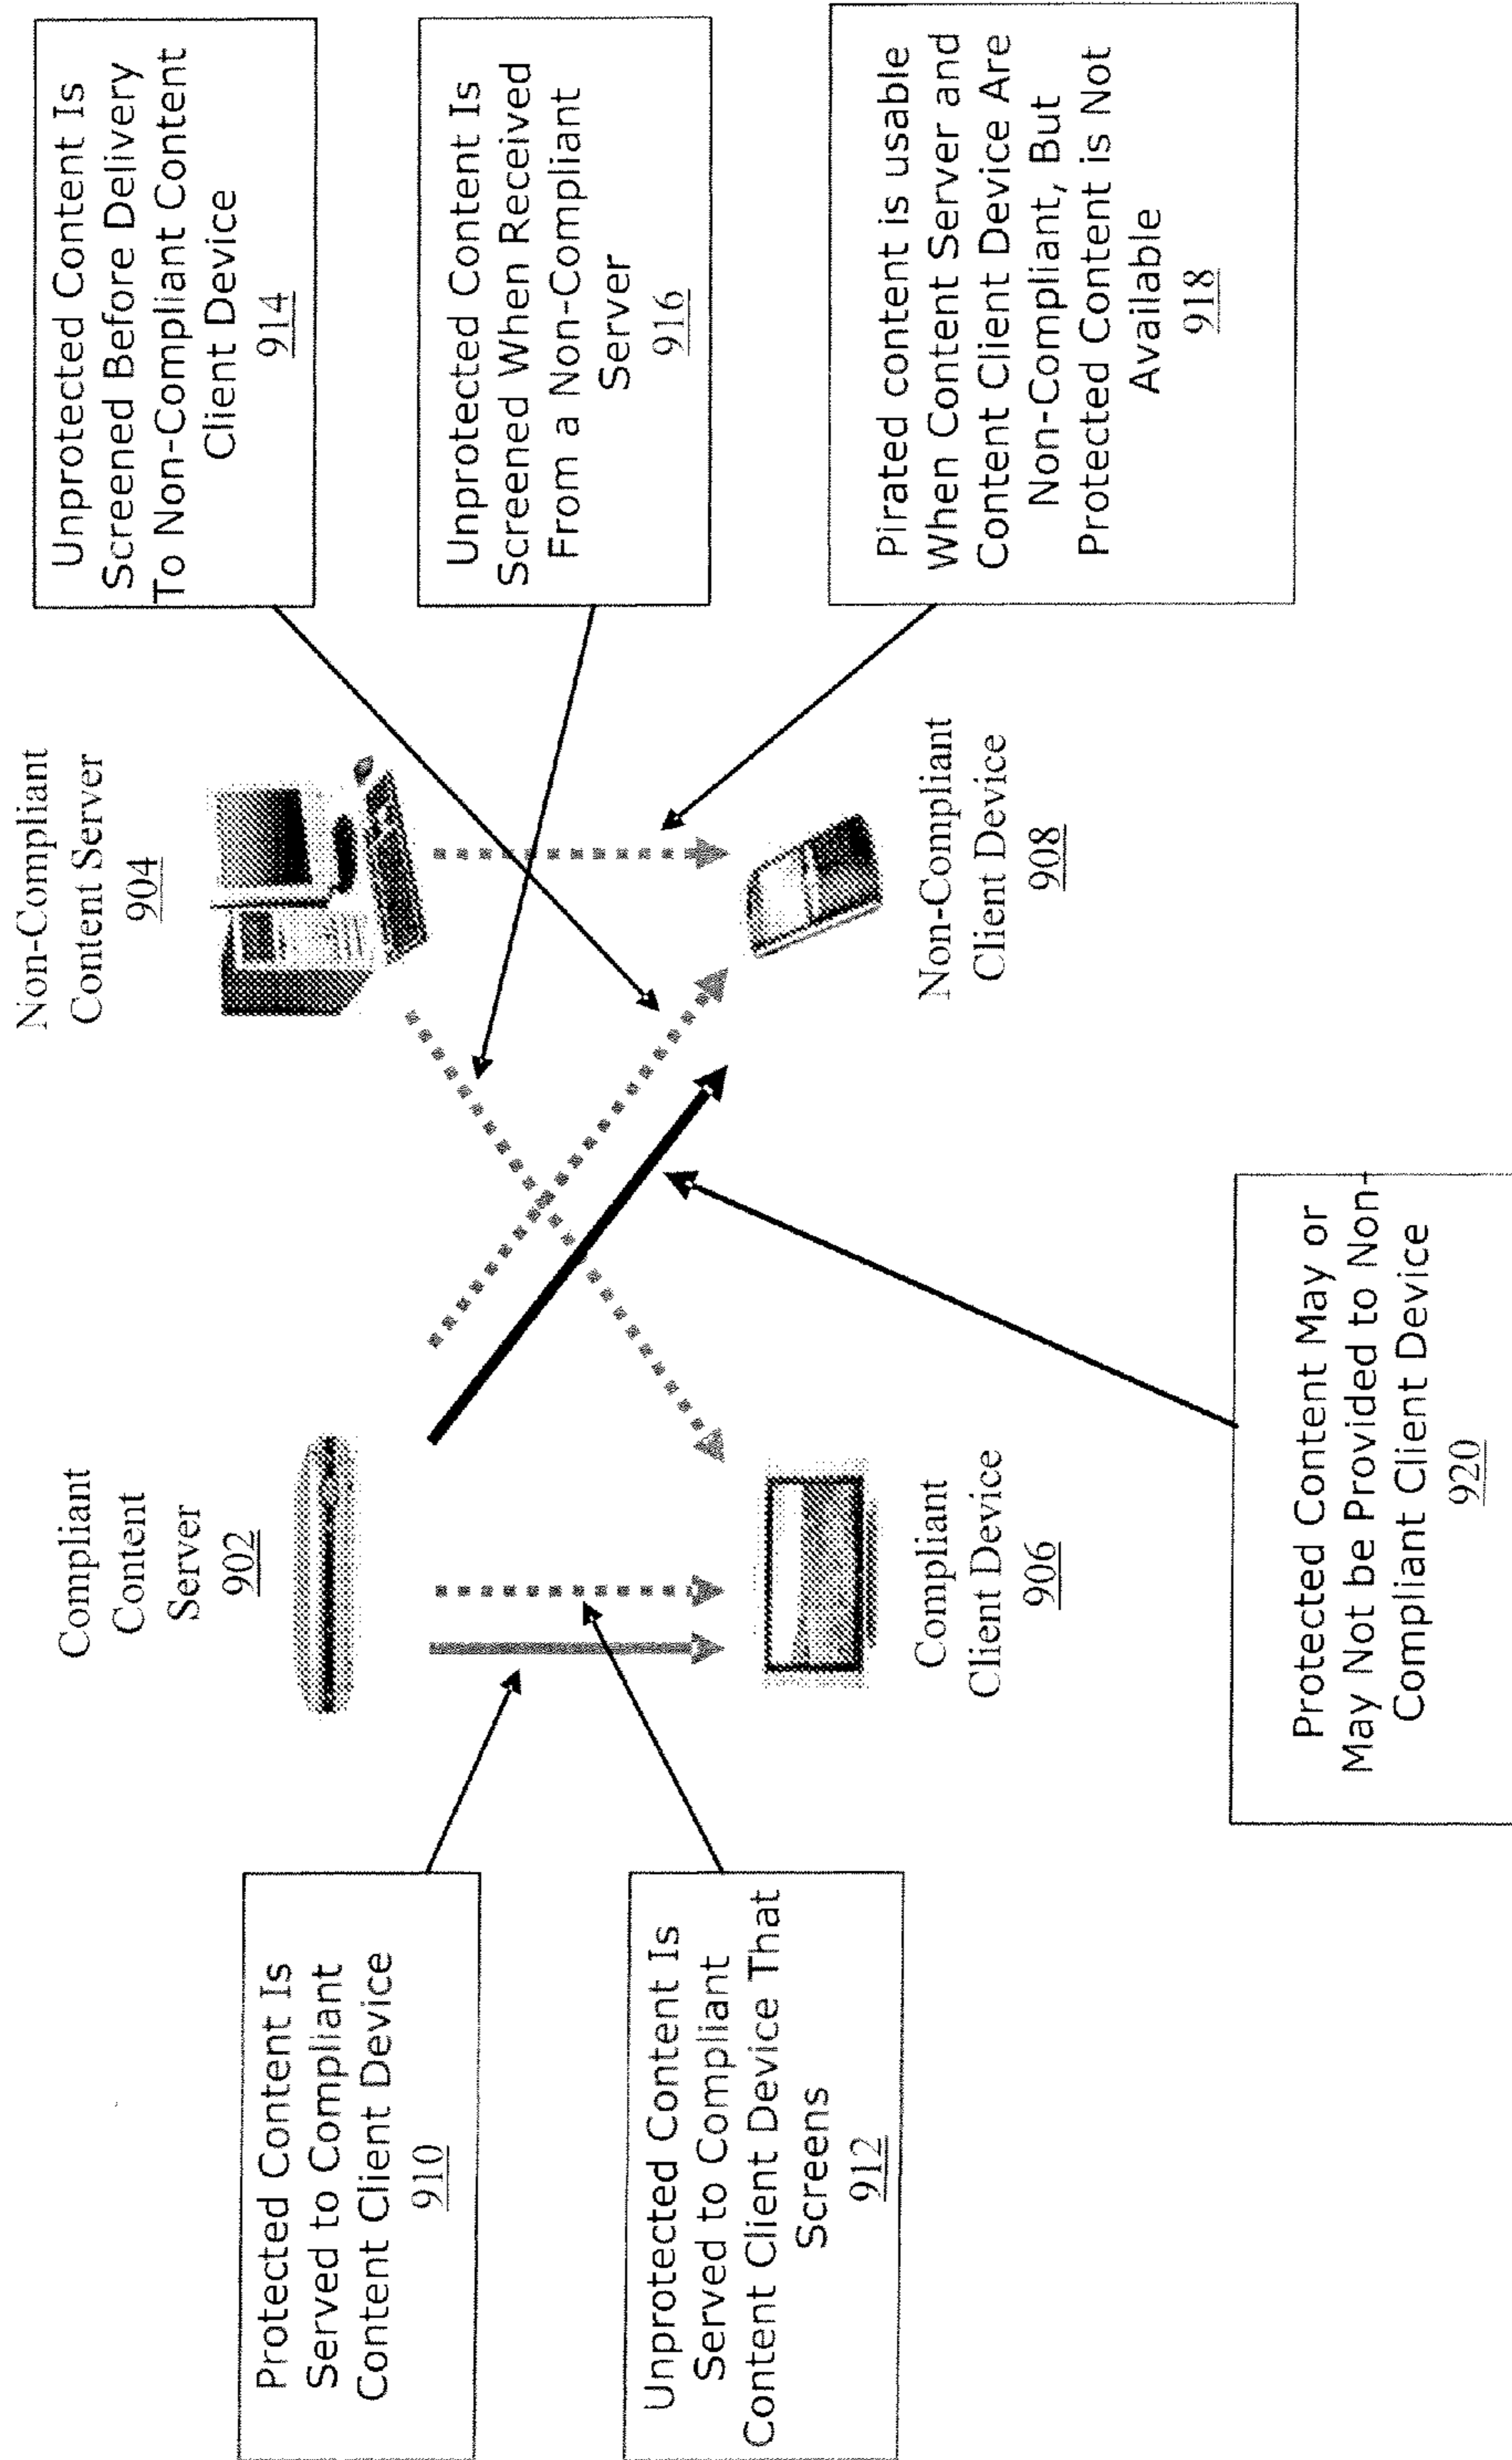 Compliant
Content
Server
902
Non-Compliant
Content Server
904
Protected Content Is
Served to Compliant
Content Client Device
910
Unprotected Content Is
Served to Compliant
Content Client Device That
Screens
912
Unprotected Content Is
Screened Before Delivery
To Non-Compliant Content
Client Device
914
Unprotected Content Is
Screened When Received
From a Non-Compliant
Server
916
Pirated content is usable
When Content Server and
Content Client Device Are
Non-Compliant, But
Protected Content is Not
Available
918
Compliant
Client Device
906
Non-Compliant
Client Device
908
Protected Content May or
May Not be Provided to Non-
Compliant Client Device
920